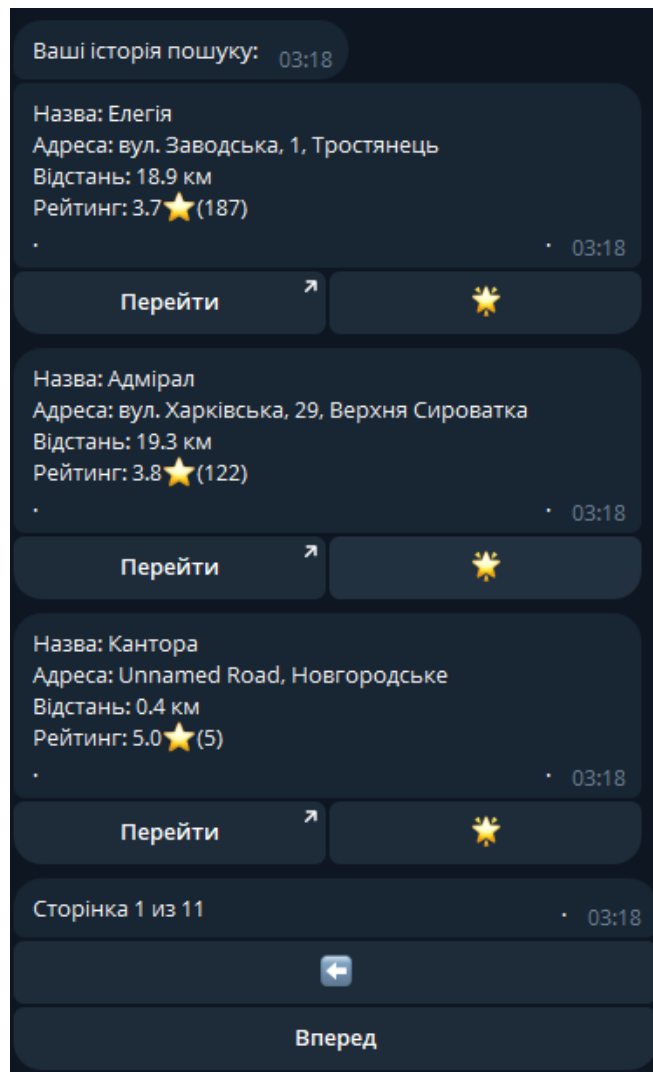 Ваші історія пошуку: 03:18
Назва: Елегія
Адреса: вул. Заводська, 1, Тростянець
Відстань: 18.9 км
Рейтинг: 3.7⭐(187)
. . 03:18
Перейти
Назва: Адмірал
Адреса: вул. Харківська, 29, Верхня Сироватка
Відстань: 19.3 км
Рейтинг: 3.8⭐(122)
. . 03:18
Перейти
Назва: Кантора
Адреса: Unnamed Road, Новгородське
Відстань: 0.4 км
Рейтинг: 5.0⭐(5)
. . 03:18
Перейти
Сторінка 1 из 11 . 03:18
Вперед